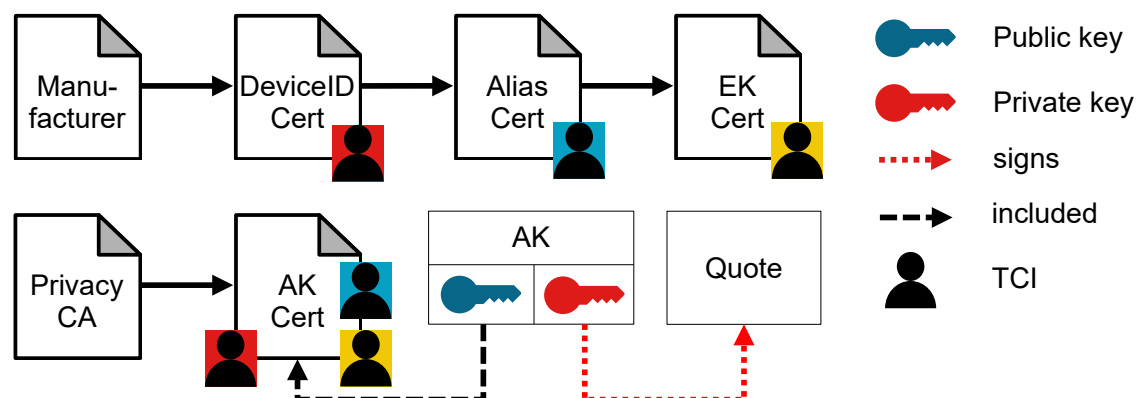 Manu-
facturer
DeviceID
Cert
Alias
Cert
EK
Cert
Public key
Private key
signs
included
TCI
Privacy
CA
AK
Cert
AK
Quote